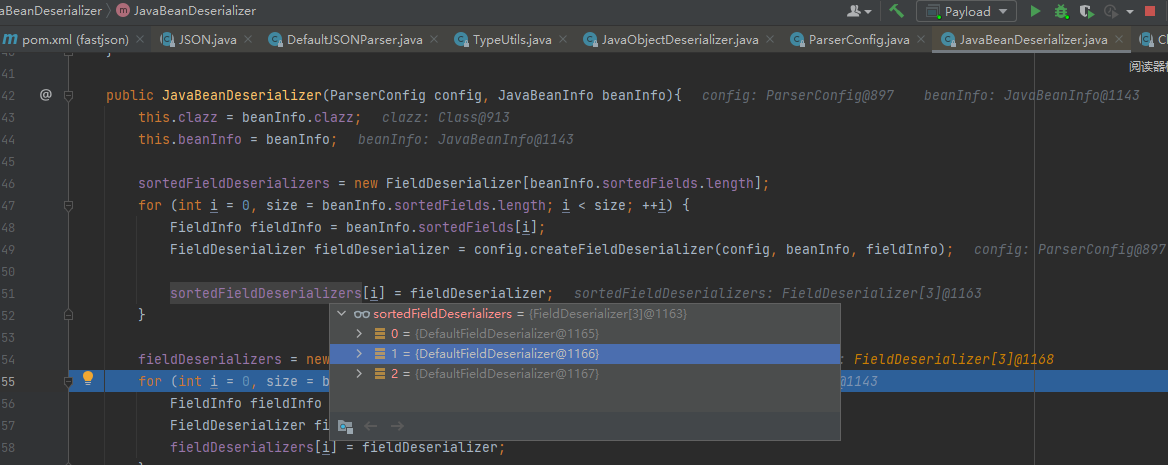 aBeanDeserializer JavaBeanDeserializer Payload
pom.xml (fastjson) JSON.java DefaultJSONParser.java TypeUtils.java JavaObjectDeserializer.java ParserConfig.java JavaBeanDeserializer.java
阅读器
41
42 @ public JavaBeanDeserializer(ParserConfig config, JavaBeanInfo beanInfo){ config: ParserConfig@897 beanInfo: JavaBeanInfo@1143
43 this.clazz = beanInfo.clazz; clazz: Class@913
44 this.beanInfo = beanInfo; beanInfo: JavaBeanInfo@1143
45
46 sortedFieldDeserializers = new FieldDeserializer[beanInfo.sortedFields.length];
47 for (int i = 0, size = beanInfo.sortedFields.length; i < size; ++i) {
48 FieldInfo fieldInfo = beanInfo.sortedFields[i];
49 FieldDeserializer fieldDeserializer = config.createFieldDeserializer(config, beanInfo, fieldInfo); config: ParserConfig@897
50
51 sortedFieldDeserializers[i] = fieldDeserializer; sortedFieldDeserializers: FieldDeserializer[3]@1163
52 }
sortedFieldDeserializers = {FieldDeserializer[3]@1163}
53
0 = {DefaultFieldDeserializer@1165}
54 fieldDeserializers = new FieldDeserializer[3]@1168
1 = {DefaultFieldDeserializer@1166}
55 for (int i = 0, size = b @1143
2 = {DefaultFieldDeserializer@1167}
56 FieldInfo fieldInfo
57 FieldDeserializer fi
58 fieldDeserializers[i] = fieldDeserializer;